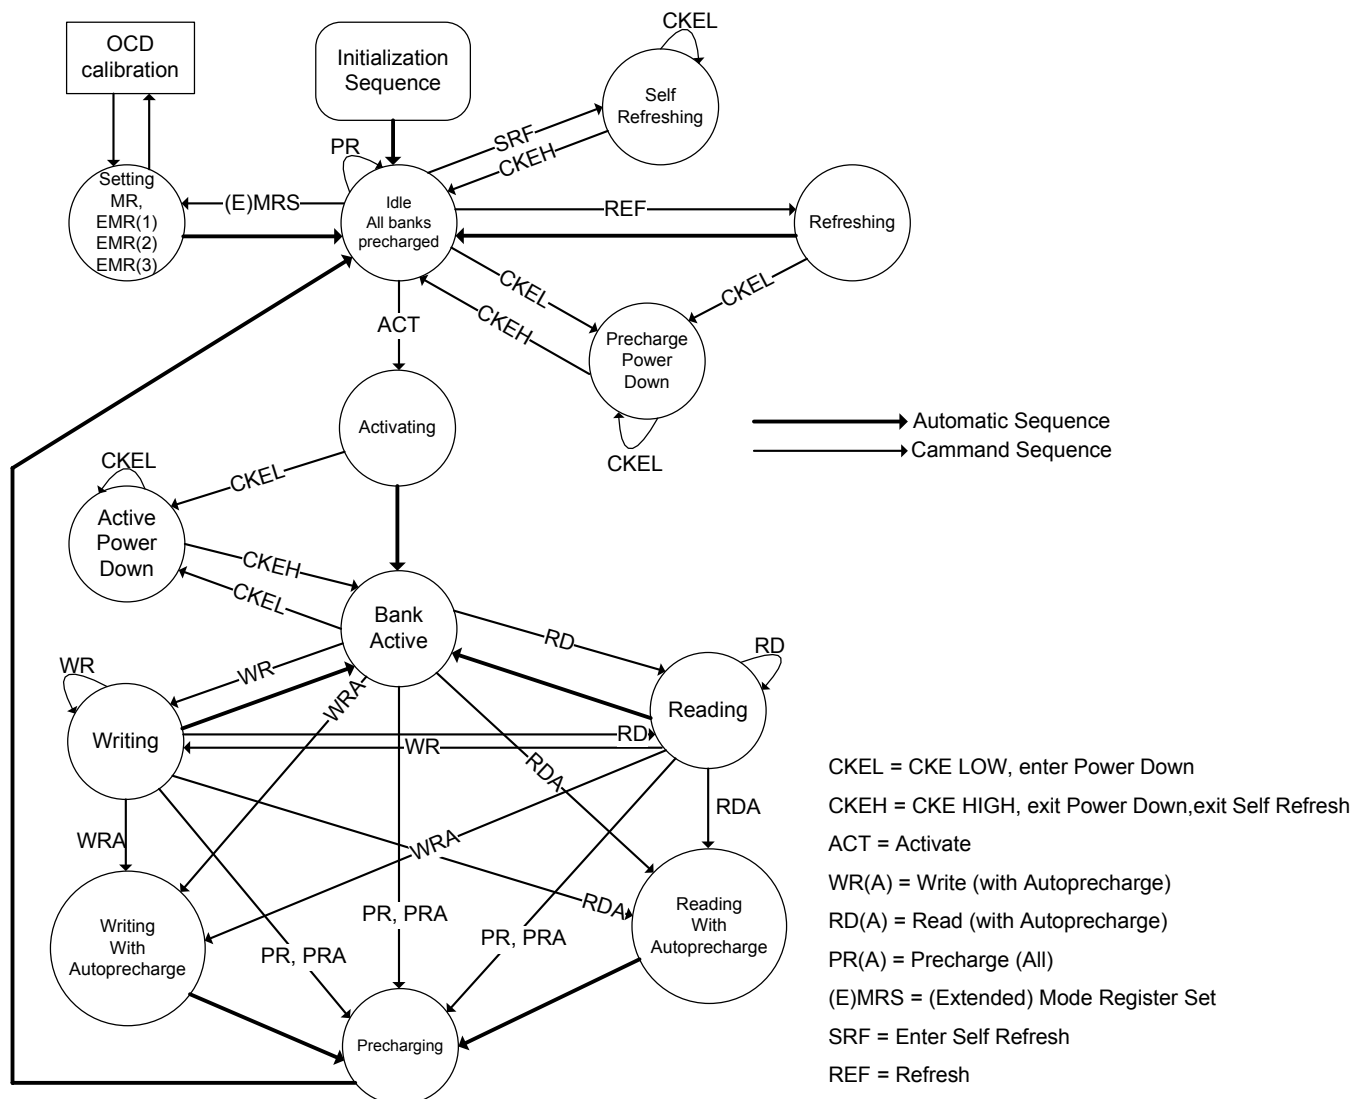 OCD
calibration
Initialization
Sequence
CKEL
Self
Refreshing
PR
SRF
CKEH
Setting
MR,
EMR(1)
EMR(2)
EMR(3)
(E)MRS
Idle
All banks
precharged
REF
Refreshing
CKEL
CKEH
CKEL
ACT
Precharge
Power
Down
CKEL
Activating
Automatic Sequence
Cammand Sequence
CKEL
CKEL
Active
Power
Down
CKEH
CKEL
Bank
Active
RD
RD
WR
WR
WRA
Reading
Writing
RD
WR
RDA
WRA
WRA
RDA
RDA
PR, PRA
PR, PRA
PR, PRA
Writing
With
Autoprecharge
Reading
With
Autoprecharge
Precharging
CKEL = CKE LOW, enter Power Down
CKEH = CKE HIGH, exit Power Down,exit Self Refresh
ACT = Activate
WR(A) = Write (with Autoprecharge)
RD(A) = Read (with Autoprecharge)
PR(A) = Precharge (All)
(E)MRS = (Extended) Mode Register Set
SRF = Enter Self Refresh
REF = Refresh